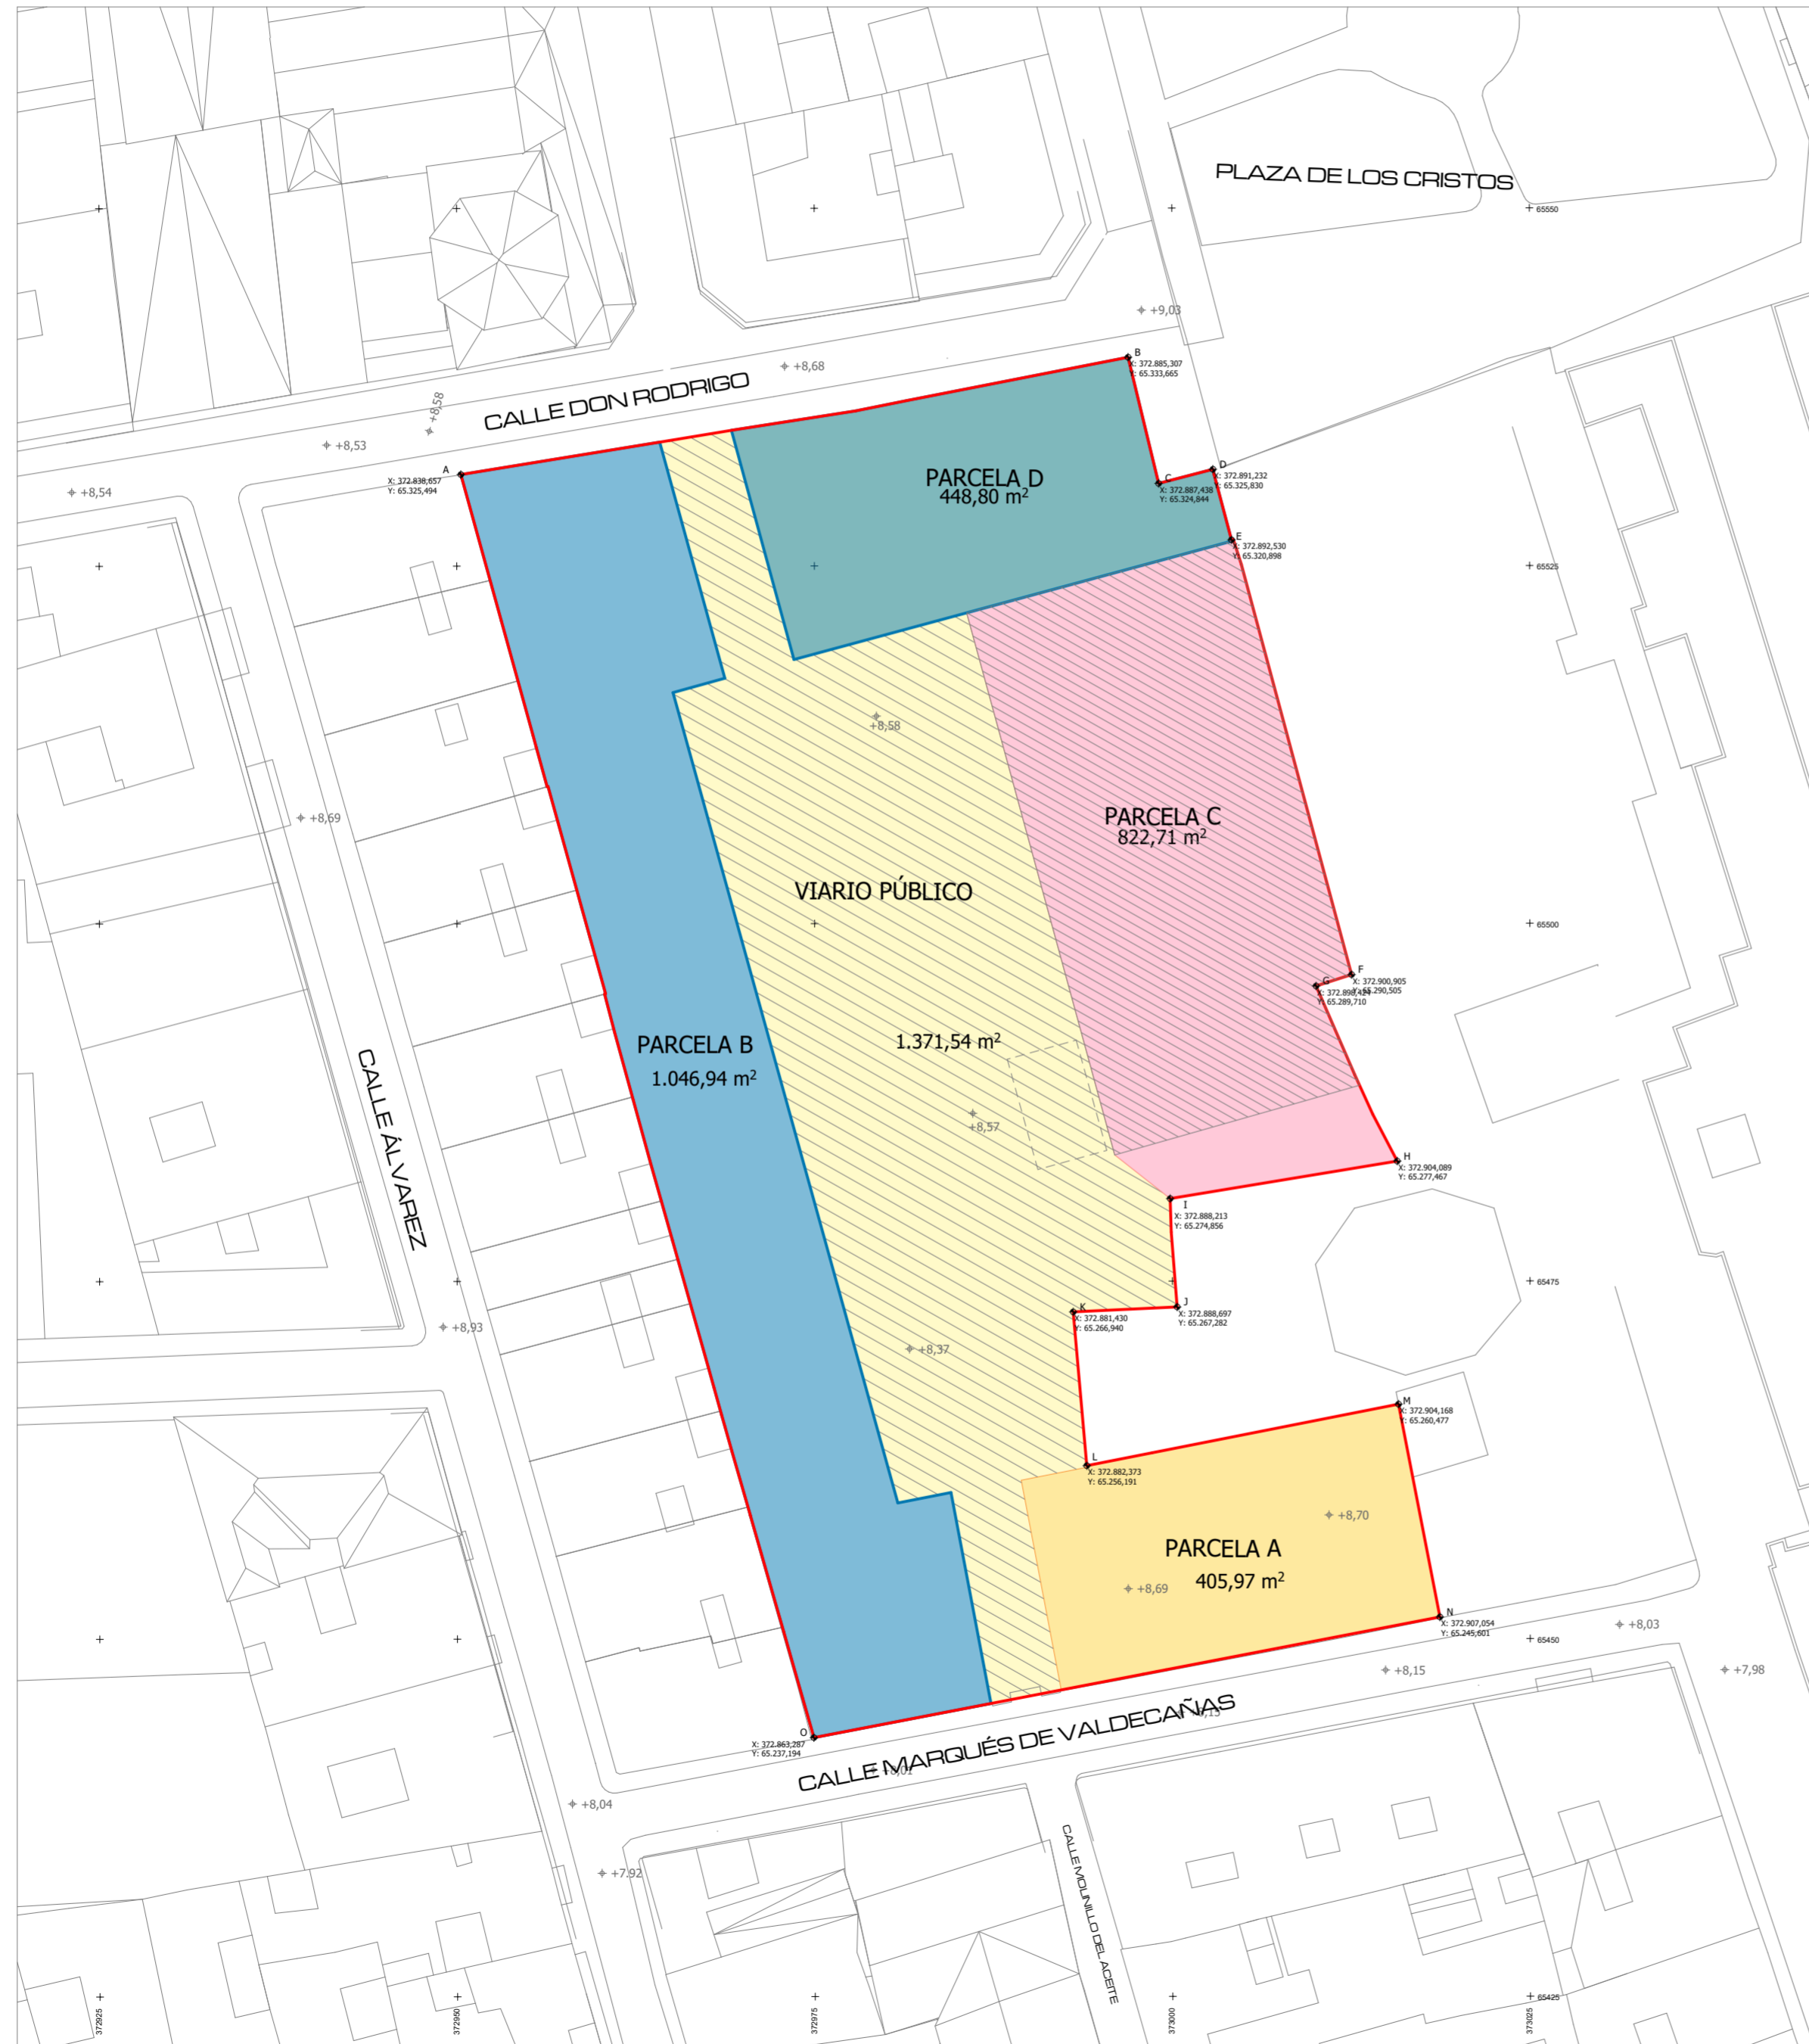 PLAZA DE LOS CRISTOS
65550
+9,03
B
X: 372.885,307
Y: 65.333,665
+8,68
CALLE DON RODRIGO
+8,58
+8,53
A
X: 372.838,657
Y: 65.325,494
+8,54
PARCELA D
448,80 m²
C
X: 372.887,438
Y: 65.324,844
D
X: 372.891,232
Y: 65.325,830
E
X: 372.892,530
Y: 65.320,898
65525
+8,58
+8,69
PARCELA C
822,71 m²
VIARIO PÚBLICO
65500
F
X: 372.900,905
Y: 65.290,505
G
Y: 65.289,710
PARCELA B
1.046,94 m²
1.371,54 m²
CALLE ÁLVAREZ
+8,57
H
X: 372.904,089
Y: 65.277,467
I
X: 372.888,213
Y: 65.274,856
65475
J
X: 372.888,697
Y: 65.267,282
K
X: 372.881,430
Y: 65.266,940
+8,93
+8,37
M
X: 372.904,168
Y: 65.260,477
L
X: 372.882,373
Y: 65.256,191
+8,70
PARCELA A
405,97 m²
+8,69
N
X: 372.907,054
Y: 65.245,601
65450
+8,03
+8,15
+7,98
O
X: 372.863,287
Y: 65.237,194
CALLE MARQUÉS DE VALDECAÑAS
+8,01
+8,04
+7,92
CALLE MOLINILLO DEL ACEITE
65425
372925
372950
372975
373000
373025